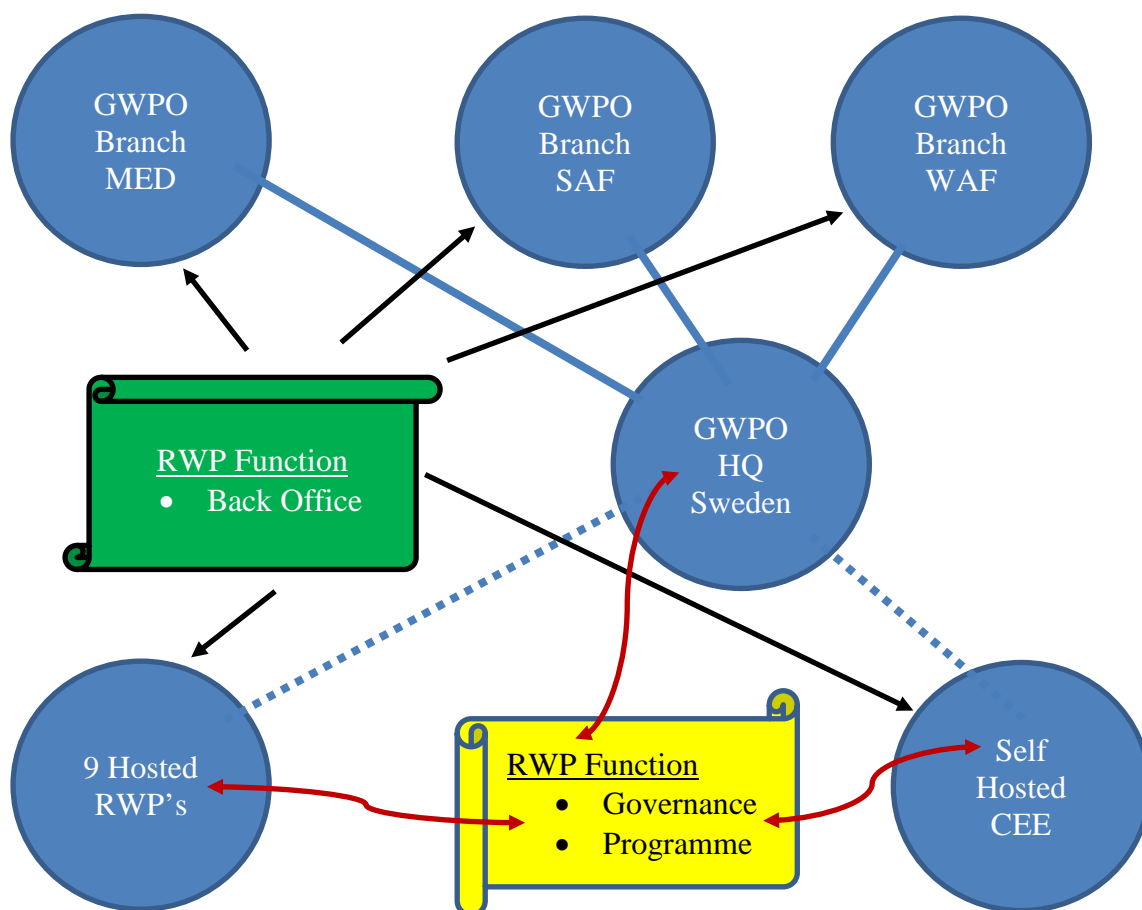 GWPO
Branch
MED
GWPO
Branch
SAF
GWPO
Branch
WAF
RWP Function
• Back Office
GWPO
HQ
Sweden
9 Hosted
RWP’s
RWP Function
• Governance
• Programme
Self
Hosted
CEE